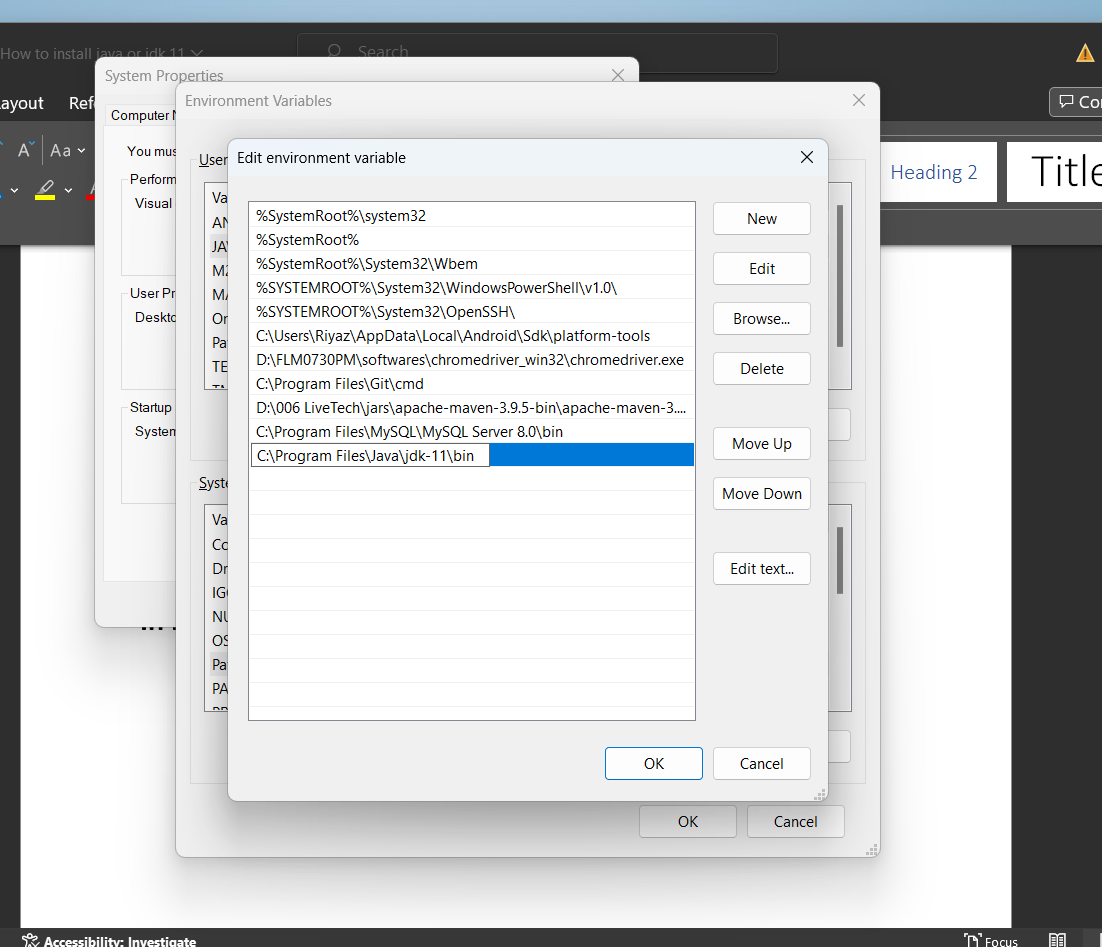 How to install java or jdk 11
Search
System Properties
Environment Variables
Layout
Edit environment variable
Computer
You mus
User
Perform
Visual
Aa
Heading 2
Title
%SystemRoot%\system32
%SystemRoot%
%SystemRoot%\System32\Wbem
%SYSTEMROOT%\System32\WindowsPowerShell\v1.0\
%SYSTEMROOT%\System32\OpenSSH\
C:\Users\Riyaz\AppData\Local\Android\Sdk\platform-tools
D:\FLM0730PM\softwares\chromedriver_win32\chromedriver.exe
C:\Program Files\Git\cmd
D:\006 LiveTech\jars\apache-maven-3.9.5-bin\apache-maven-3....
C:\Program Files\MySQL\MySQL Server 8.0\bin
C:\Program Files\Java\jdk-11\bin
New
Edit
Browse...
Delete
Move Up
Move Down
Edit text...
User Pr
Deskto
Startup
System
Syste
Va
AN
JA
M2
MA
On
Pa
TE
Va
Co
Dr
IG
NU
OS
Pa
PA
OK
Cancel
OK
Cancel
Accessibility: Investigate
Focus